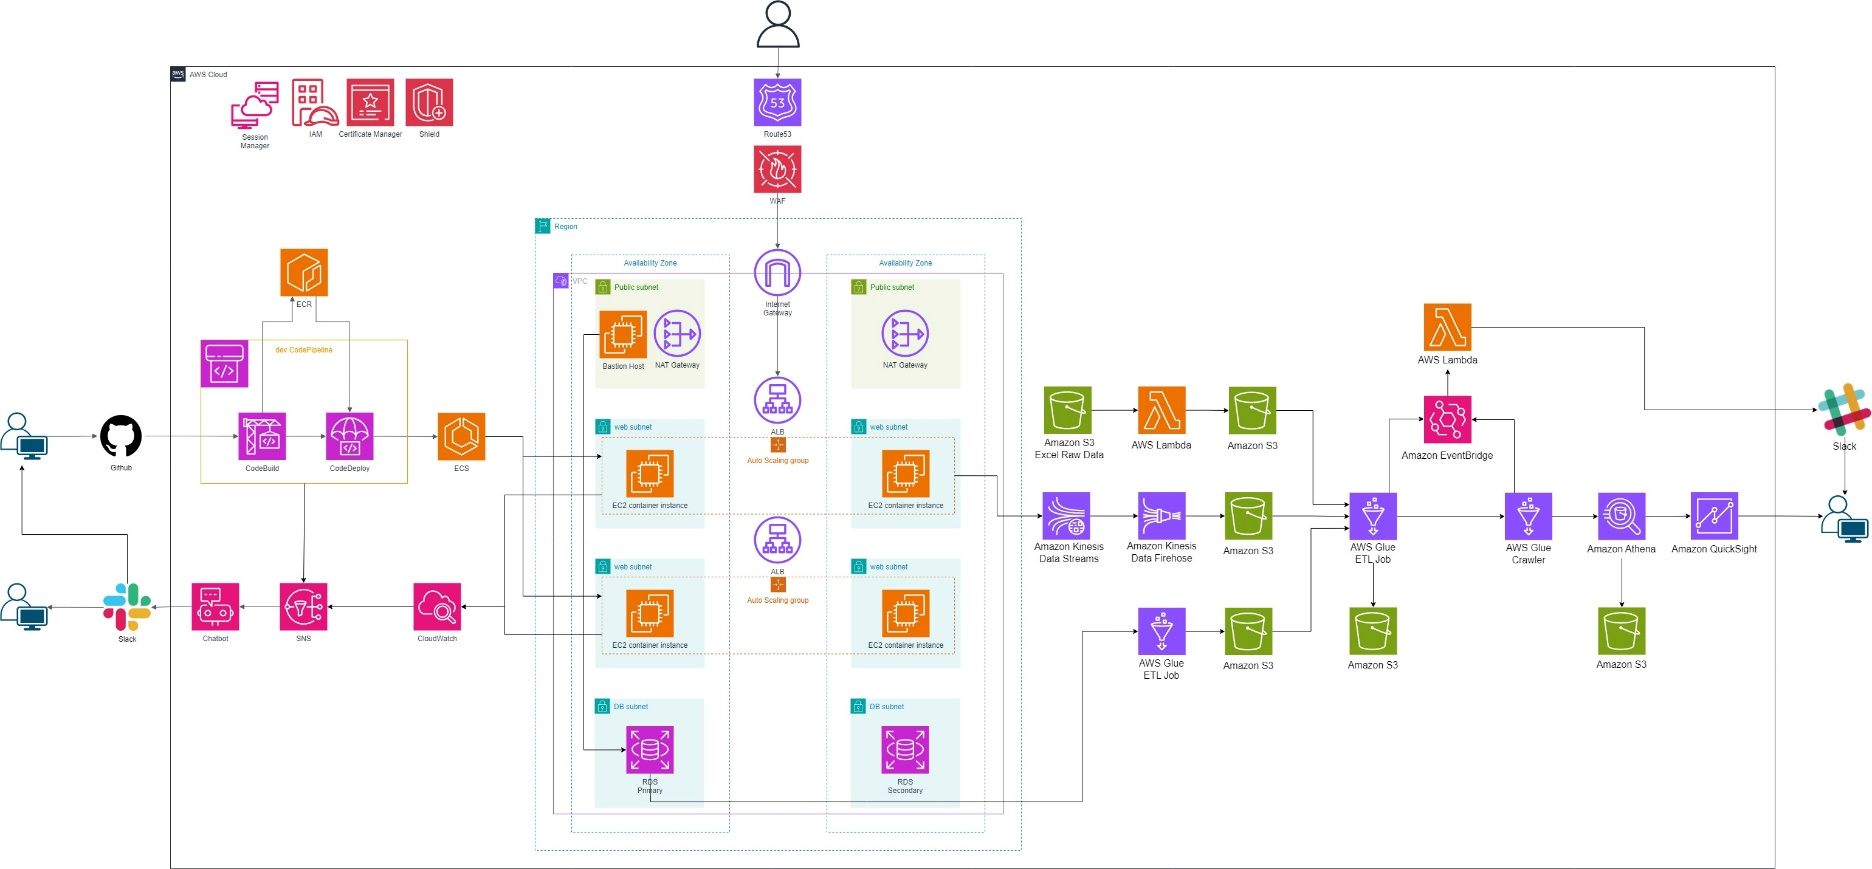 aws
AWS Cloud
Session
Manager
IAM
Certificate Manager
Shield
53
Route53
WAF
Region
Availability Zone
Availability Zone
VPC
Public subnet
Public subnet
Internet
Gateway
Bastion Host
NAT Gateway
NAT Gateway
ECR
dev CodePipeline
CodeBuild
CodeDeploy
Github
ECS
ALB
web subnet
web subnet
Auto Scaling group
EC2 container instance
EC2 container instance
ALB
web subnet
web subnet
Auto Scaling group
EC2 container instance
EC2 container instance
Slack
Chatbot
SNS
CloudWatch
DB subnet
DB subnet
RDS
Primary
RDS
Secondary
Amazon S3
Excel Raw Data
AWS Lambda
Amazon S3
Amazon Kinesis
Data Streams
Amazon Kinesis
Data Firehose
Amazon S3
AWS Glue
ETL Job
Amazon S3
AWS Lambda
Amazon EventBridge
AWS Glue
ETL Job
AWS Glue
Crawler
Amazon Athena
Amazon QuickSight
Amazon S3
Amazon S3
Slack